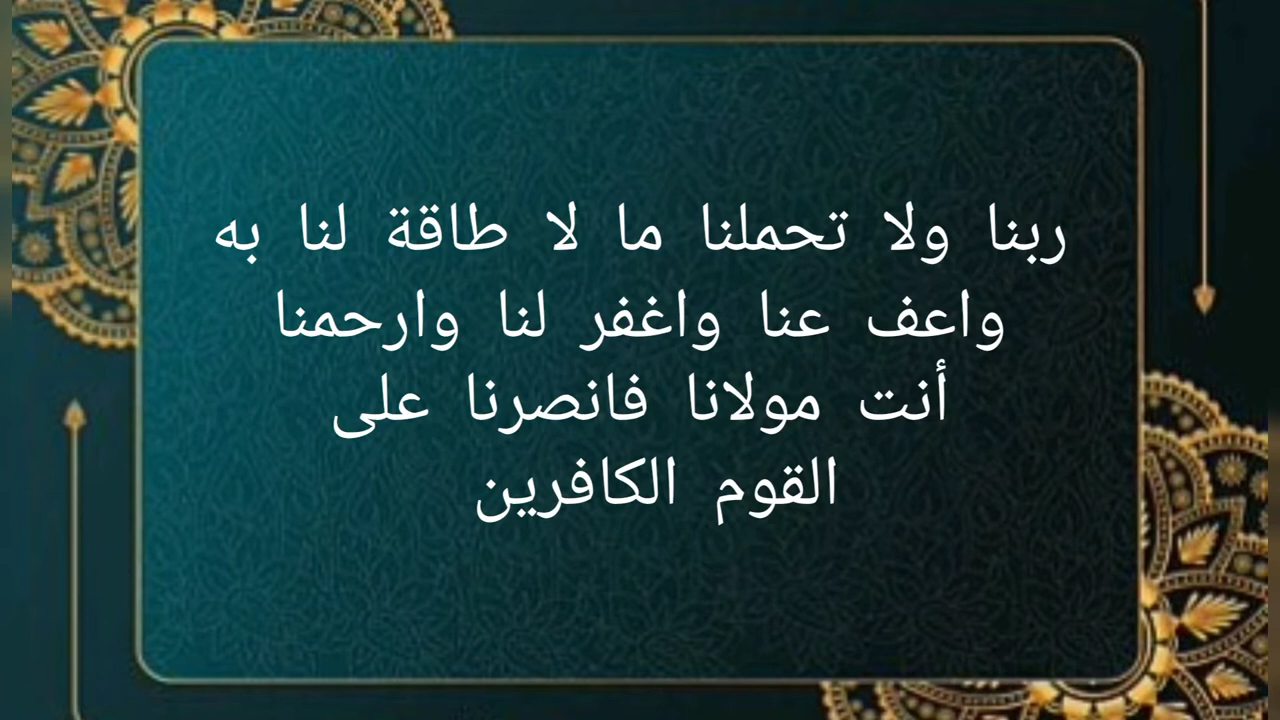 ربنا ولا تحملنا ما لا طاقة لنا به
واعف عنا واغفر لنا وارحمنا
أنت مولانا فانصرنا على
القوم الكافرين